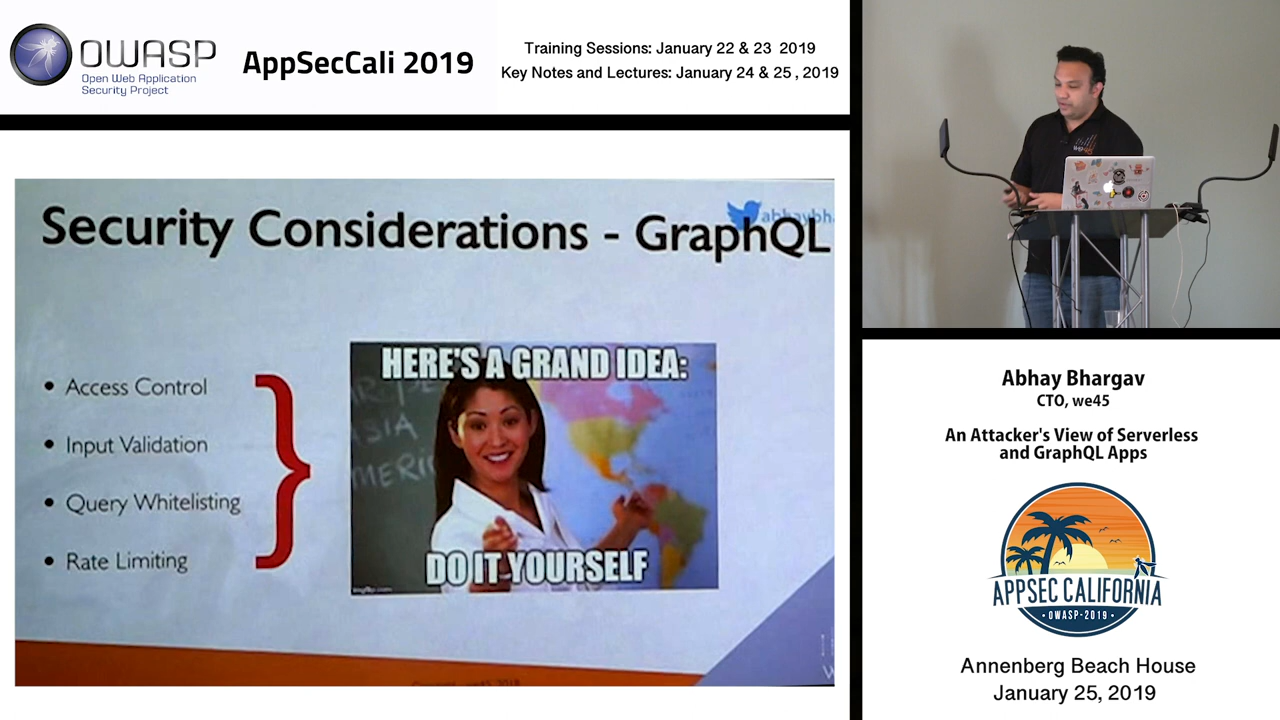 OWASP
Open Web Application
Security Project
AppSecCali 2019
Training Sessions: January 22 & 23 2019
Key Notes and Lectures: January 24 & 25 , 2019
Security Considerations - GraphQL
• Access Control
• Input Validation
• Query Whitelisting
• Rate Limiting
HERE'S A GRAND IDEA:
DO IT YOURSELF
imgflip.com
Abhay Bhargav
CTO, we45
An Attacker's View of Serverless
and GraphQL Apps
APPSEC CALIFORNIA
• OWASP-2019 •
Annenberg Beach House
January 25, 2019